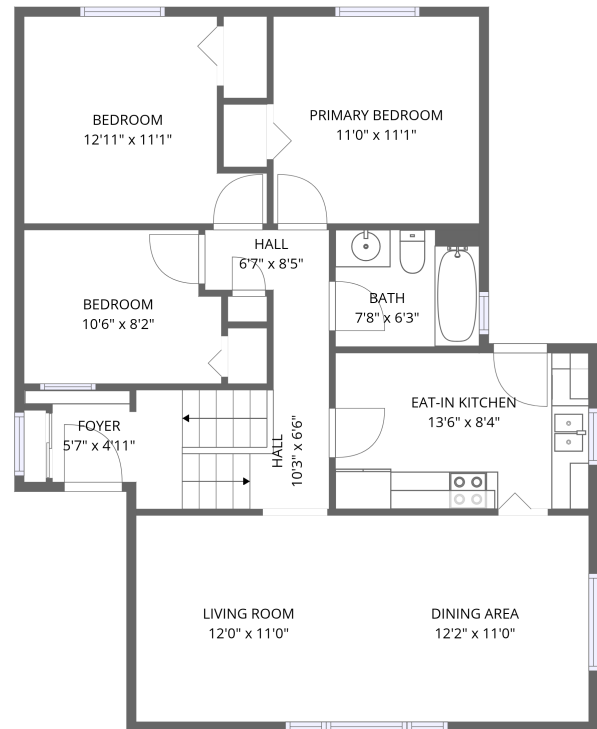 BEDROOM
12'11" x 11'1"
PRIMARY BEDROOM
11'0" x 11'1"
HALL
6'7" x 8'5"
BEDROOM
10'6" x 8'2"
BATH
7'8" x 6'3"
FOYER
5'7" x 4'11"
HALL
10'3" x 6'6"
EAT-IN KITCHEN
13'6" x 8'4"
LIVING ROOM
12'0" x 11'0"
DINING AREA
12'2" x 11'0"